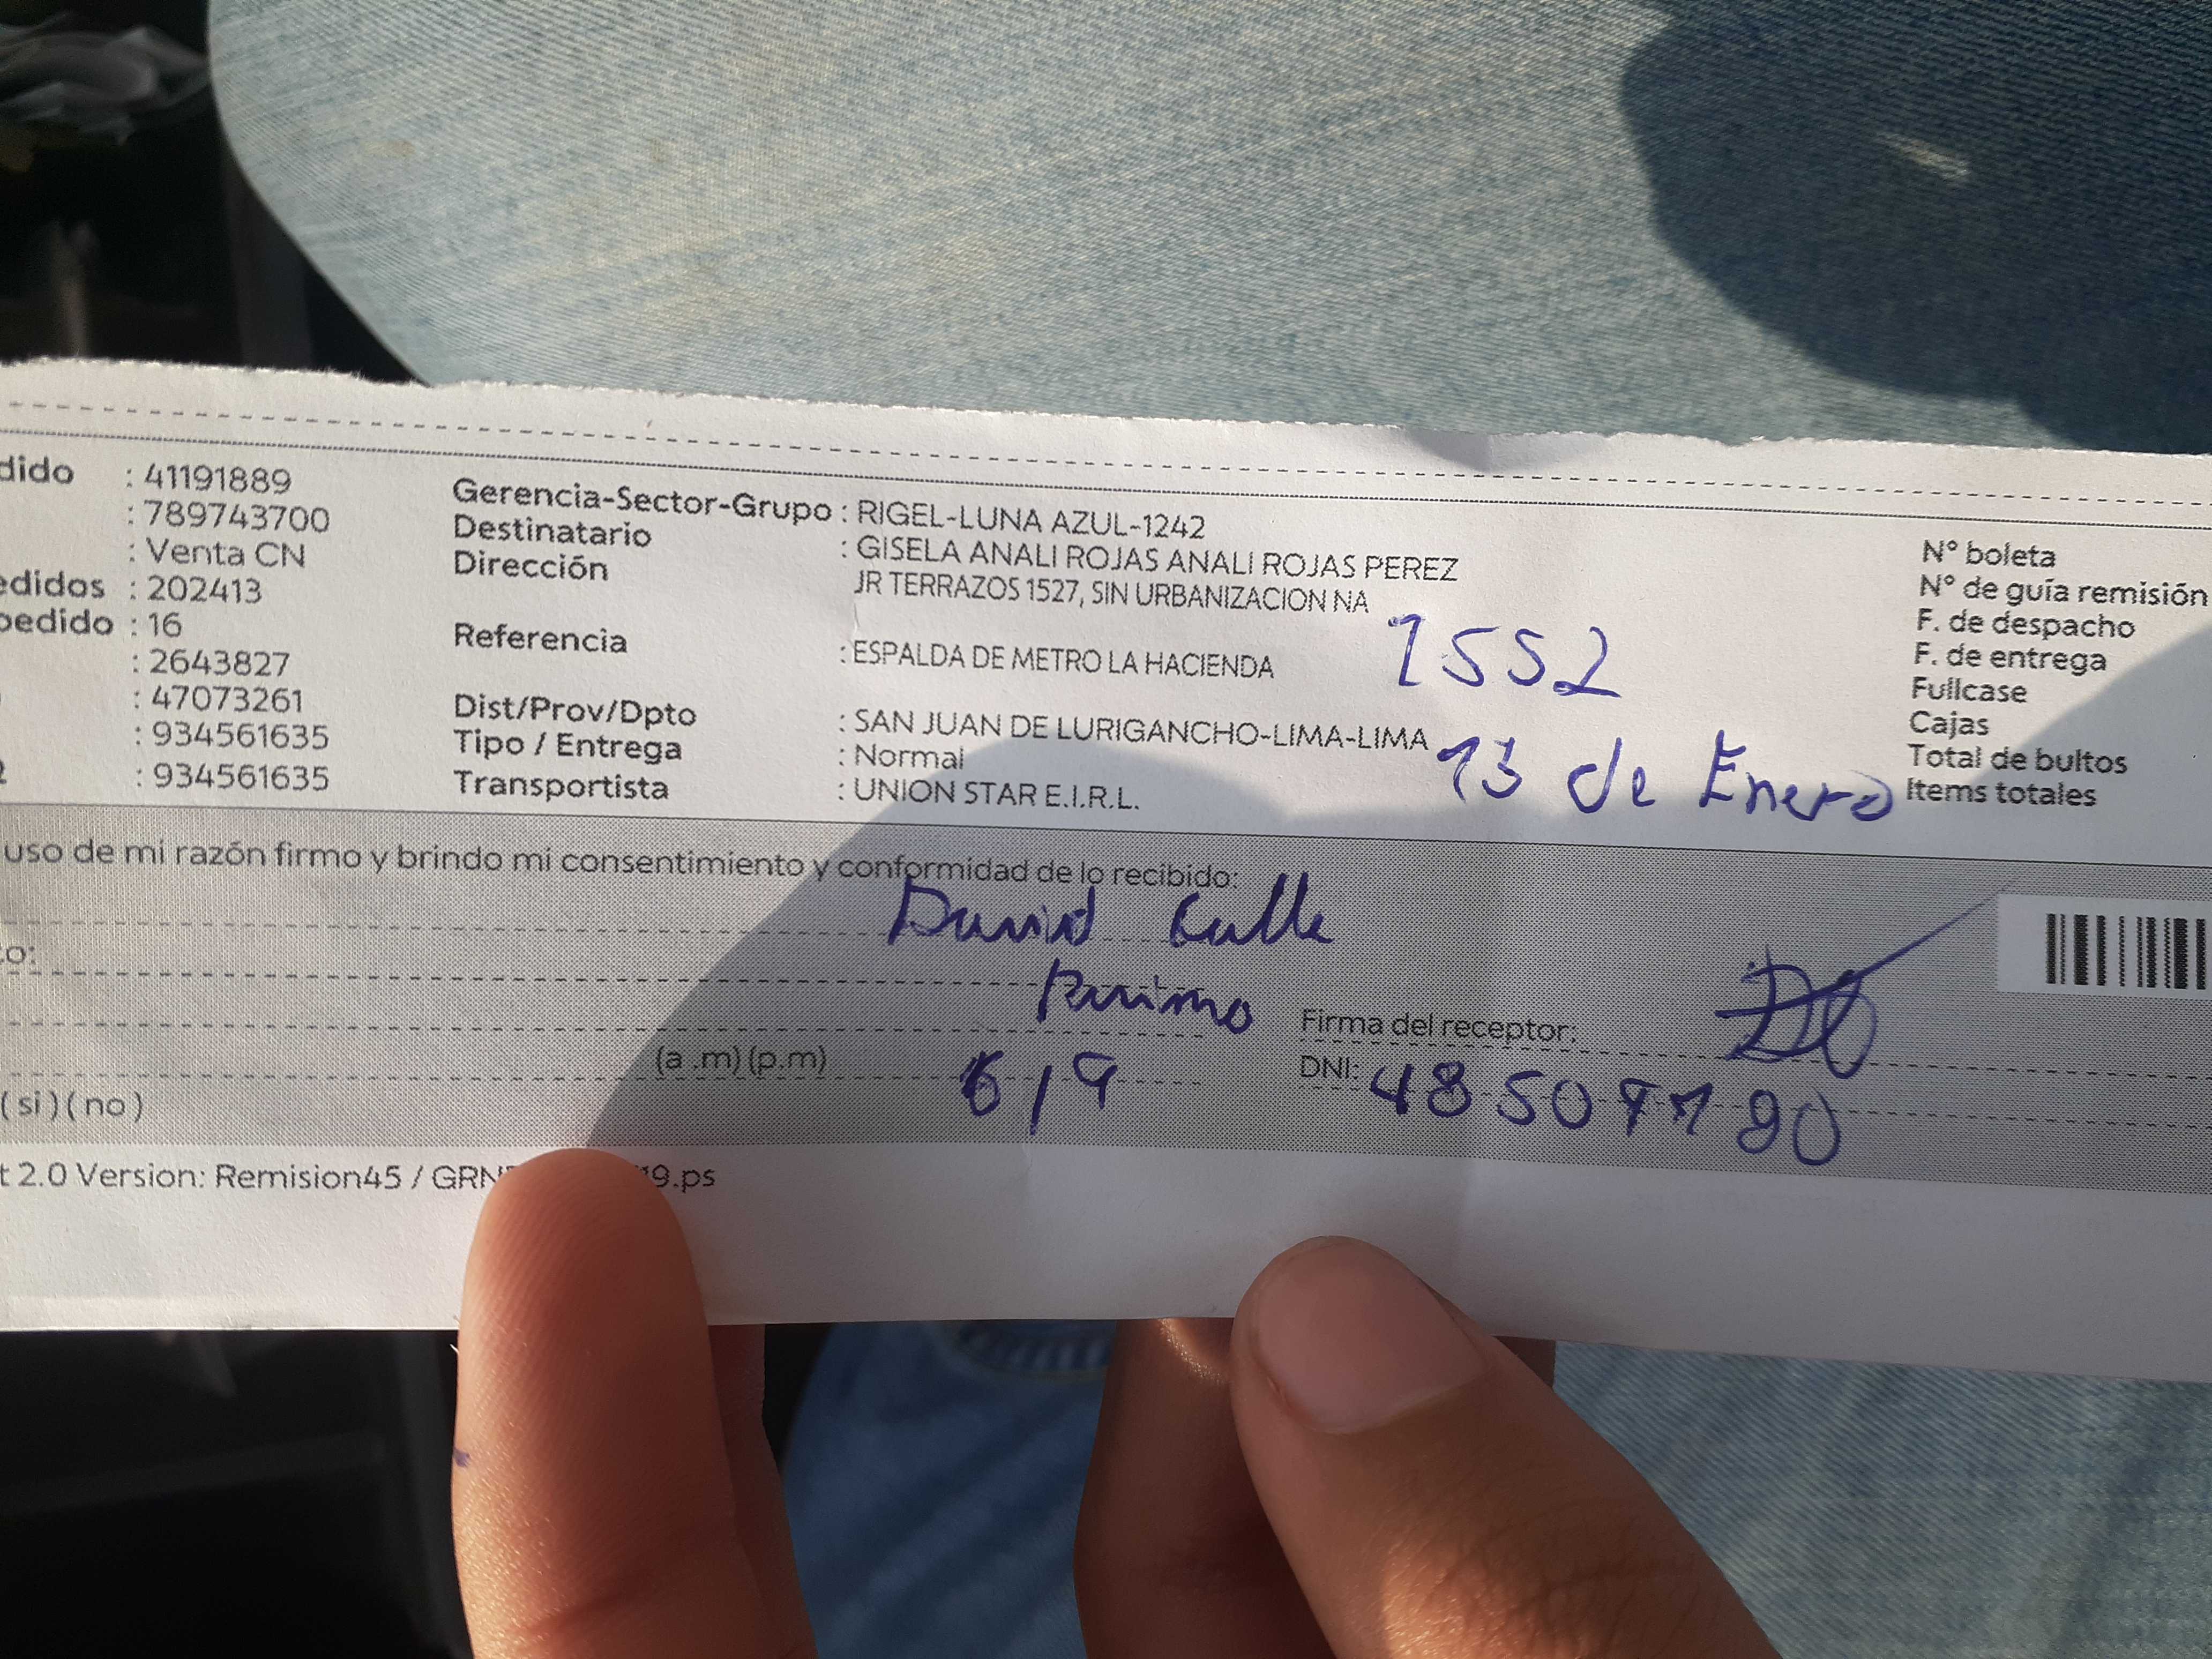 dido : 41191889
: 789743700
: Venta CN
edidos : 202413
pedido : 16
: 2643827
: 47073261
: 934561635
2 : 934561635
Gerencia-Sector-Grupo : RIGEL-LUNA AZUL-1242
Destinatario : GISELA ANALI ROJAS ANALI ROJAS PEREZ
Dirección JR TERRAZOS 1527, SIN URBANIZACION NA
Referencia : ESPALDA DE METRO LA HACIENDA
1552
Dist/Prov/Dpto : SAN JUAN DE LURIGANCHO-LIMA-LIMA
Tipo / Entrega : Normal
Transportista : UNION STAR E.I.R.L.
13 de Enero
N° boleta
N° de guía remisión
F. de despacho
F. de entrega
Fullcase
Cajas
Total de bultos
Items totales
uso de mi razón firmo y brindo mi consentimiento y conformidad de lo recibido:
David Calle
to:
Primo
Firma del receptor:
(a .m) (p.m) 6/9
DNI: 48507790
( si ) ( no )
t 2.0 Version: Remision45 / GRN 19.ps